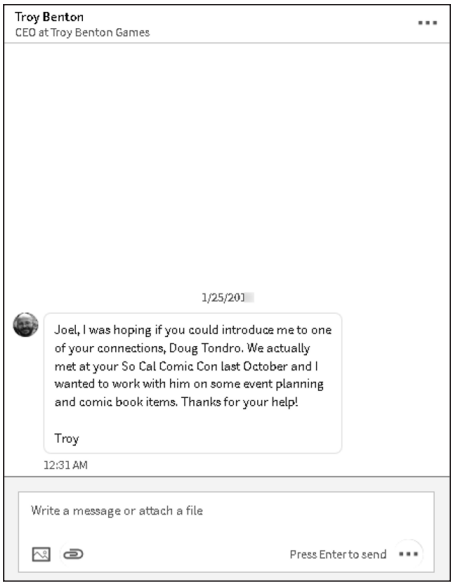 Troy Benton
CEO at Troy Benton Games
1/25/201
Joel, I was hoping if you could introduce me to one
of your connections, Doug Tondro. We actually
met at your So Cal Comic Con last October and I
wanted to work with him on some event planning
and comic book items. Thanks for your help!
Troy
12:31 AM
Write a message or attach a file
Press Enter to send